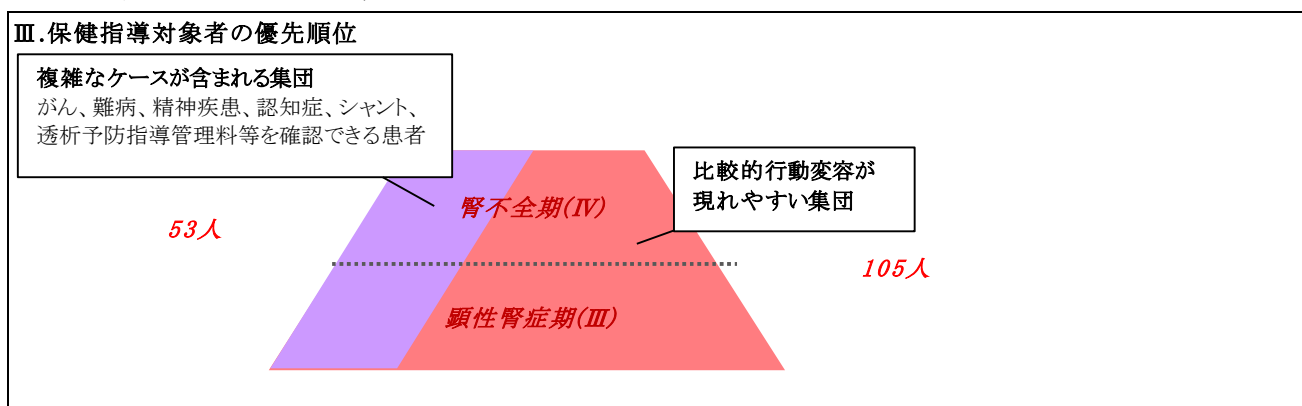 Ⅲ.保健指導対象者の優先順位
複雑なケースが含まれる集団
がん、難病、精神疾患、認知症、シャント、
透析予防指導管理料等を確認できる患者
比較的行動変容が
現れやすい集団
腎不全期(Ⅳ)
53人
105人
顕性腎症期(Ⅲ)